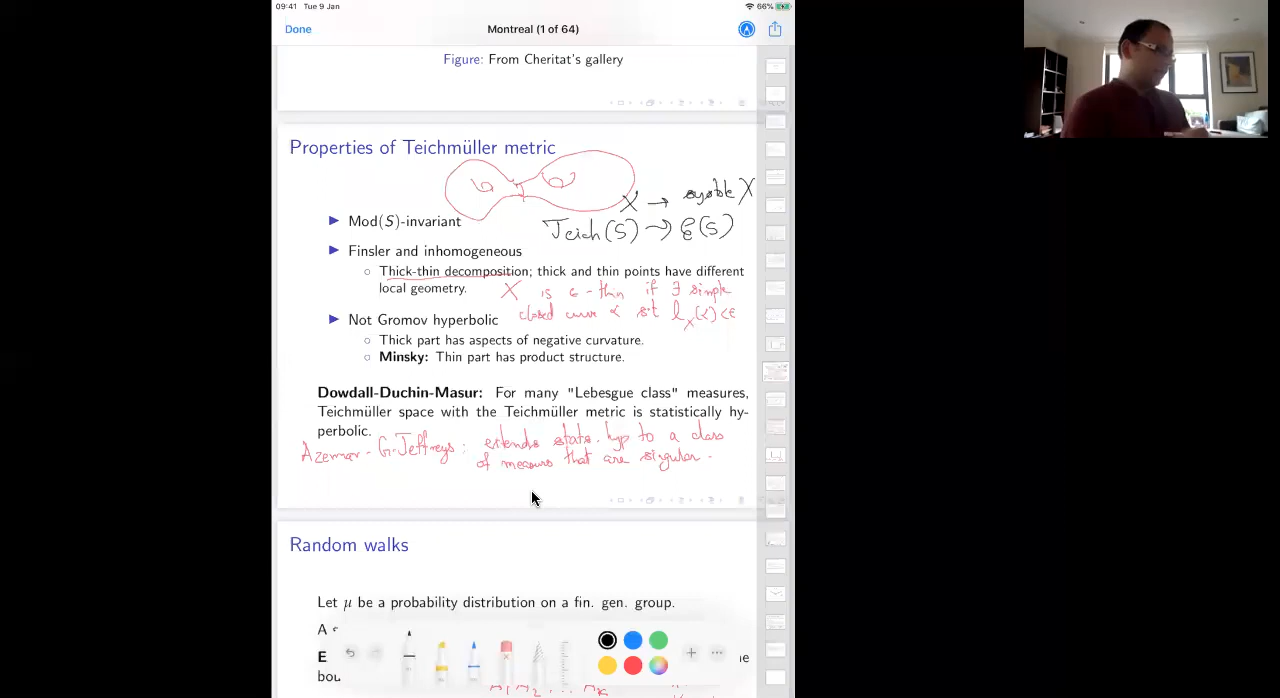 09:41 Tue 9 Jan
66%
Done
Montreal (1 of 64)
Figure: From Cheritat's gallery
Properties of Teichmüller metric
X → systole X
▶ Mod(S)-invariant
Teich(S) → ξ(S)
▶ Finsler and inhomogeneous
○ Thick-thin decomposition; thick and thin points have different
local geometry.
X is ε-thin if ∃ simple
closed curve α s.t l_X(α) < ε
▶ Not Gromov hyperbolic
○ Thick part has aspects of negative curvature.
○ Minsky: Thin part has product structure.
Dowdall-Duchin-Masur: For many "Lebesgue class" measures,
Teichmüller space with the Teichmüller metric is statistically hy-
perbolic.
Azemar - G. Jeffreys: extends stats. hyp to a class
of measures that are singular.
Random walks
Let μ be a probability distribution on a fin. gen. group.
A
E
bou